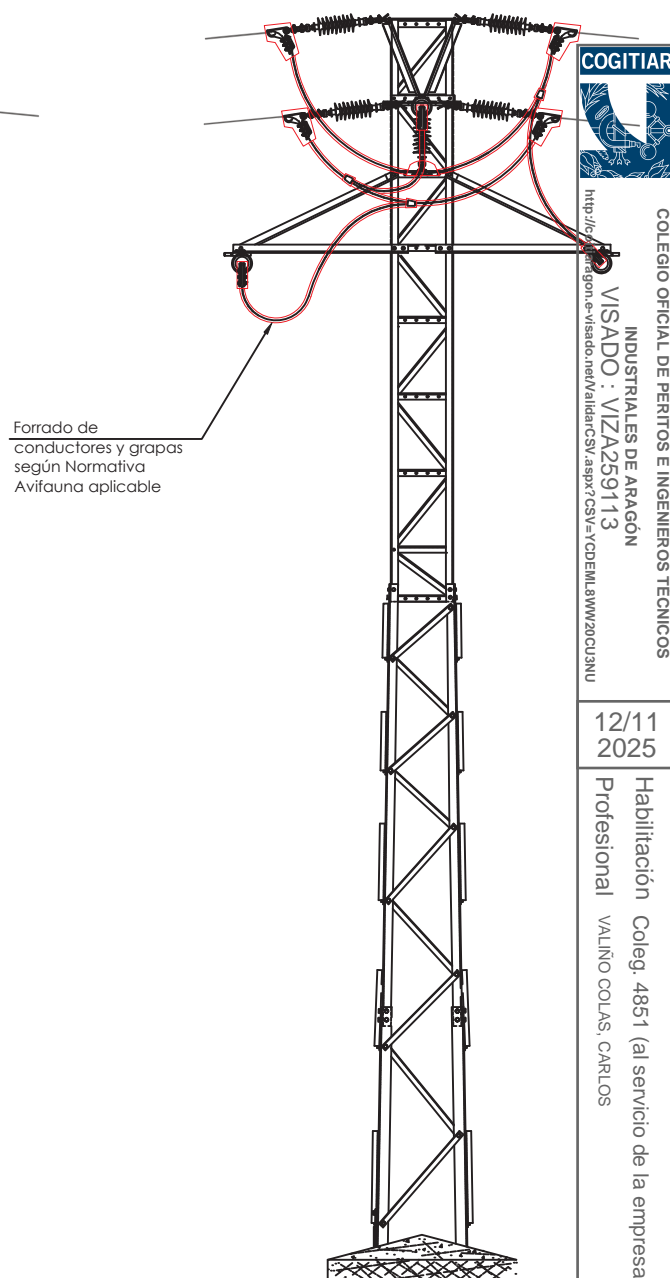 Forrado de
conductores y grapas
según Normativa
Avifauna aplicable
COGITIAR
COLEGIO OFICIAL DE PERITOS E INGENIEROS TECNICOS
INDUSTRIALES DE ARAGÓN
VISADO : VIZA259113
12/11
2025
Habilitación Coleg. 4851 (al servicio de la empresa
Profesional VALIÑO COLAS, CARLOS